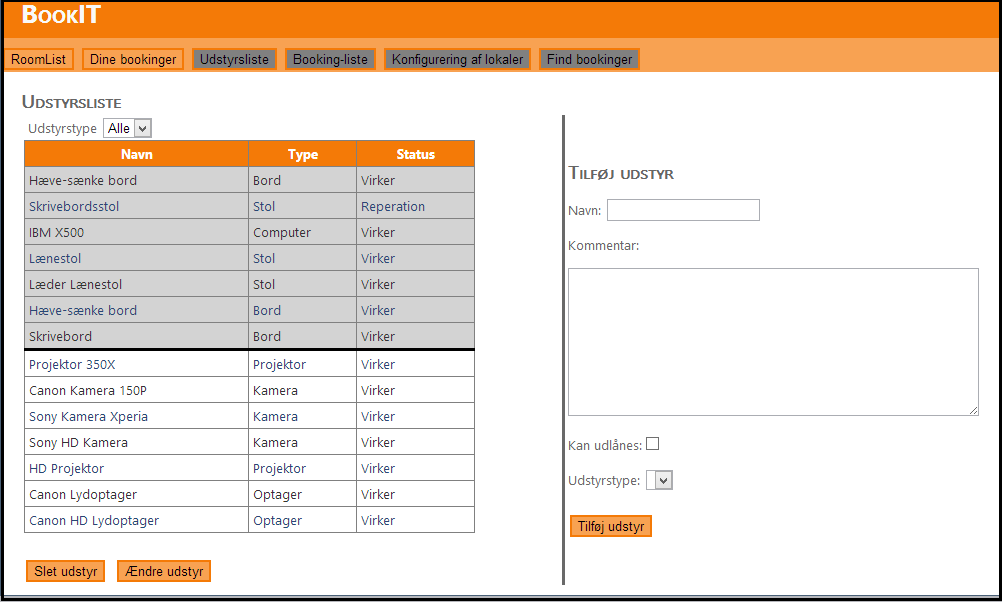 BookIT
RoomList Dine bookinger Udstyrsliste Booking-liste Konfigurering af lokaler Find bookinger
Udstyrsliste
Udstyrstype Alle
Navn Type Status
Hæve-sænke bord Bord Virker
Skrivebordsstol Stol Reperation
IBM X500 Computer Virker
Lænestol Stol Virker
Læder Lænestol Stol Virker
Hæve-sænke bord Bord Virker
Skrivebord Bord Virker
Projektor 350X Projektor Virker
Canon Kamera 150P Kamera Virker
Sony Kamera Xperia Kamera Virker
Sony HD Kamera Kamera Virker
HD Projektor Projektor Virker
Canon Lydoptager Optager Virker
Canon HD Lydoptager Optager Virker
Slet udstyr Ændre udstyr
Tilføj udstyr
Navn:
Kommentar:
Kan udlånes:
Udstyrstype:
Tilføj udstyr